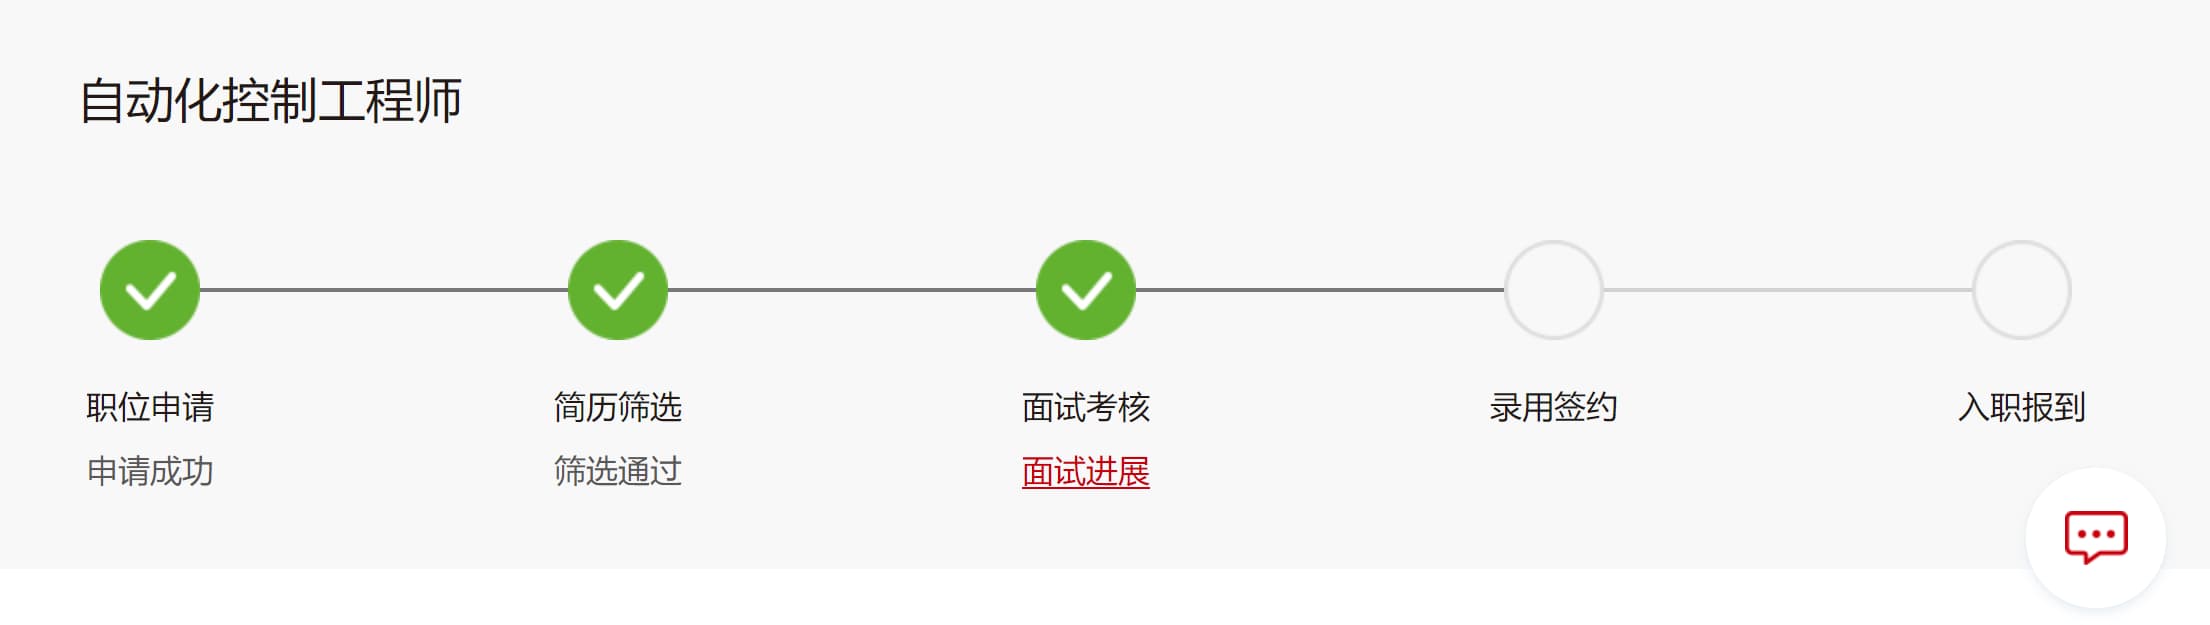 自动化控制工程师
职位申请
简历筛选
面试考核
录用签约
入职报到
申请成功
筛选通过
面试进展